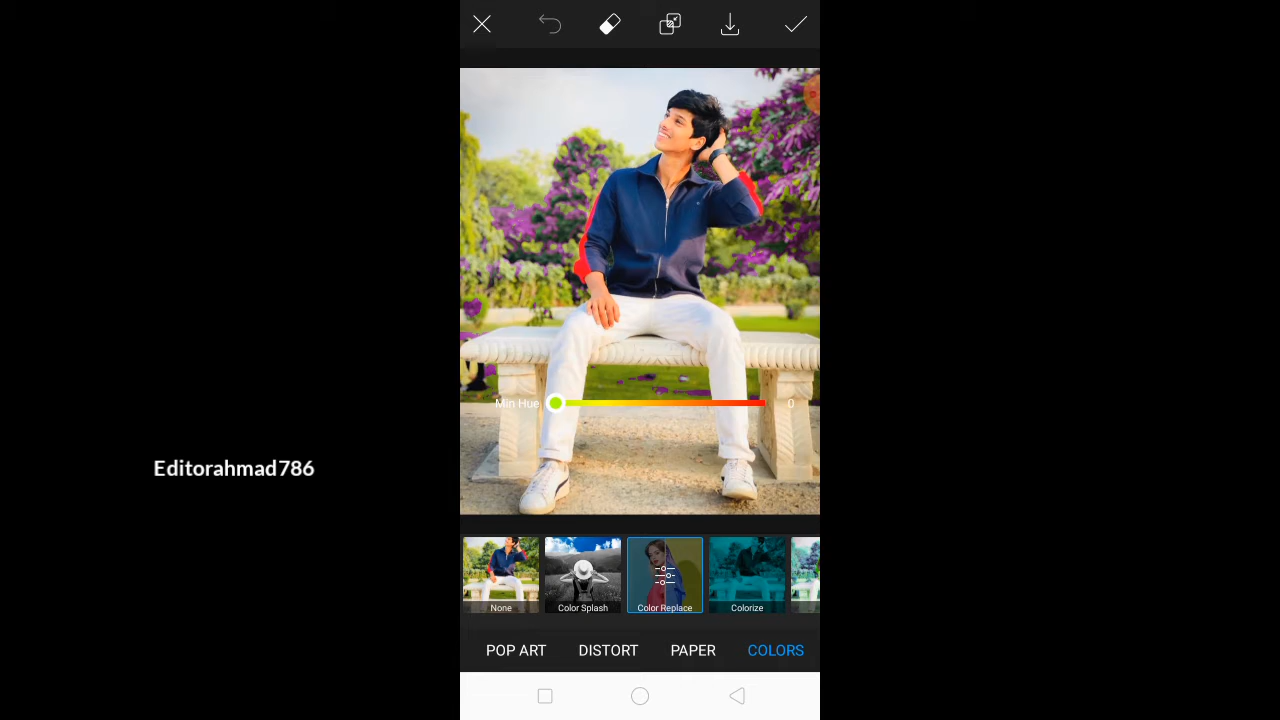 Min Hue 0
Editorahmad786
None Color Splash Color Replace Colorize
POP ART DISTORT PAPER COLORS